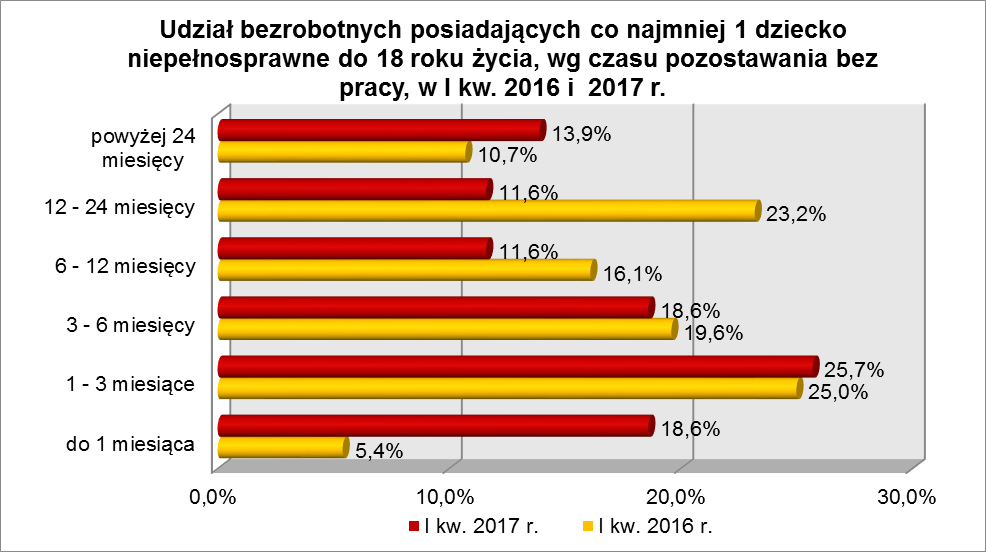 Udział bezrobotnych posiadających co najmniej 1 dziecko
niepełnosprawne do 18 roku życia, wg czasu pozostawania bez
pracy, w I kw. 2016 i  2017 r.
powyżej 24
miesięcy
13,9%
10,7%
12 - 24 miesięcy
11,6%
23,2%
6 - 12 miesięcy
11,6%
16,1%
3 - 6 miesięcy
18,6%
19,6%
1 - 3 miesiące
25,7%
25,0%
do 1 miesiąca
18,6%
5,4%
0,0% 10,0% 20,0% 30,0%
I kw. 2017 r. I kw. 2016 r.